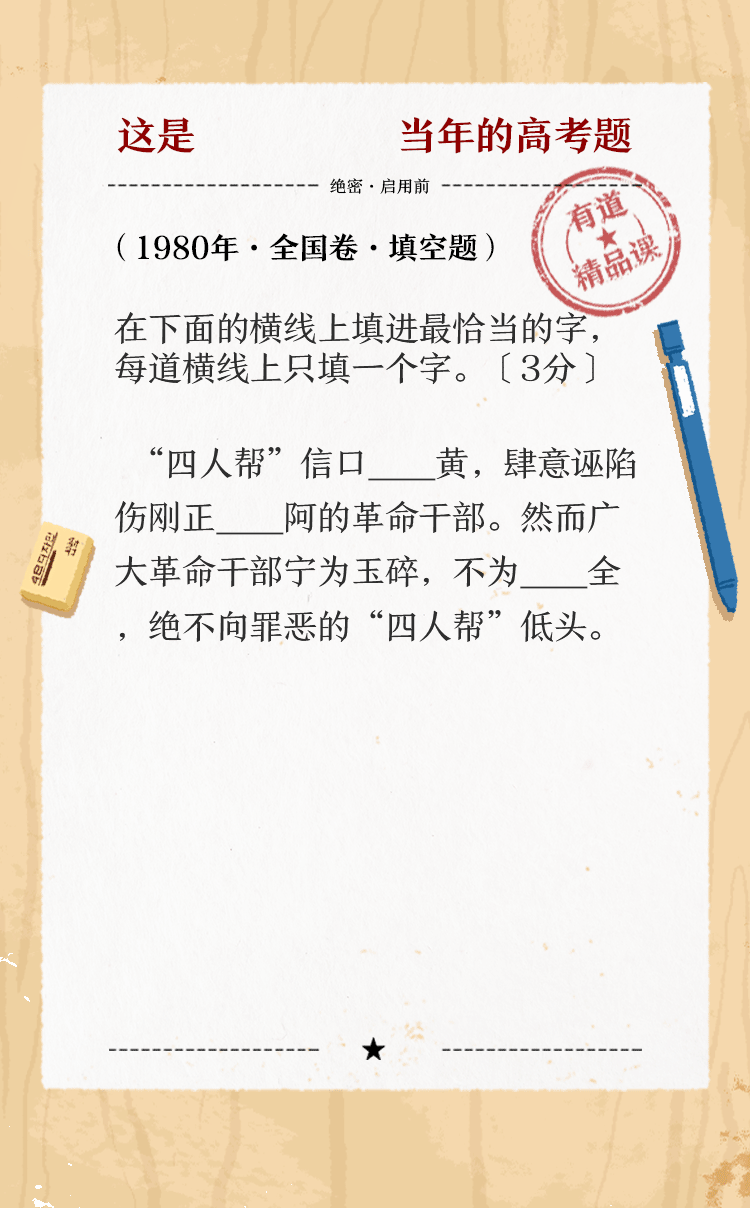 这是 当年的高考题
绝密·启用前
有道
精品课
（1980年·全国卷·填空题）
在下面的横线上填进最恰当的字，
每道横线上只填一个字。〔3分〕
“四人帮”信口____黄，肆意诬陷
伤刚正____阿的革命干部。然而广
大革命干部宁为玉碎，不为____全
，绝不向罪恶的“四人帮”低头。